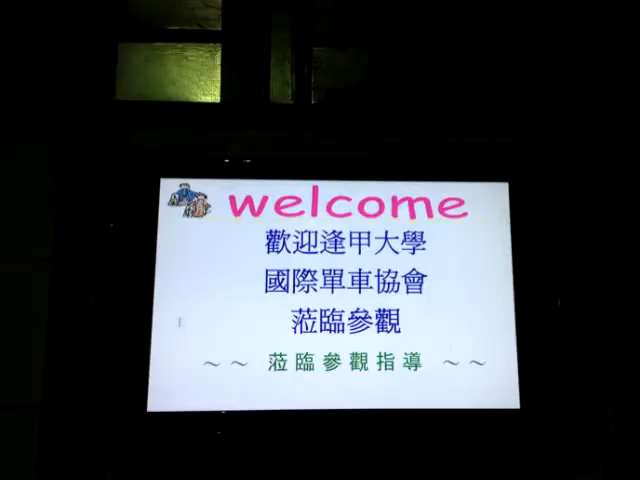 welcome
歡迎逢甲大學
國際單車協會
蒞臨參觀
～～ 蒞臨參觀指導 ～～